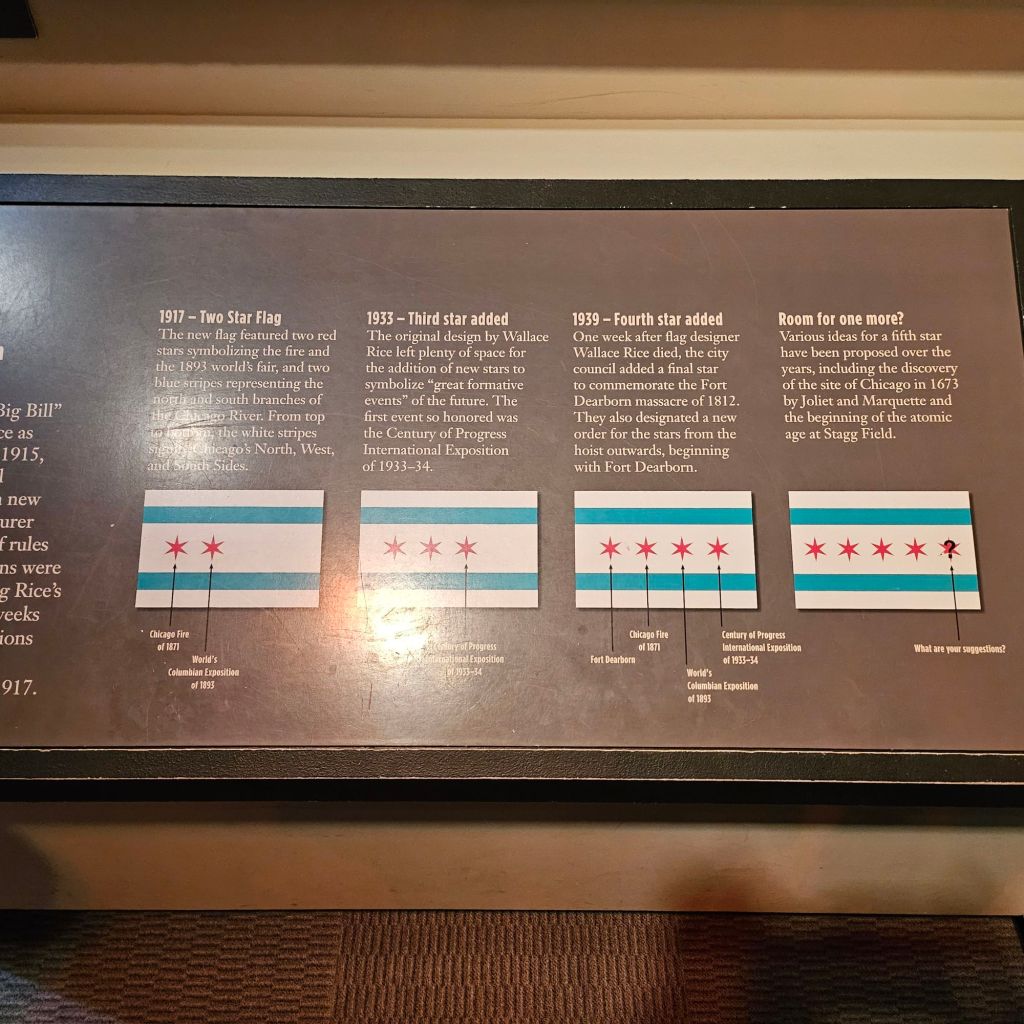 n
Big Bill”
ce as
1915,
l
n new
urer
f rules
ns were
g Rice’s
weeks
ions
917.
1917 – Two Star Flag
The new flag featured two red
stars symbolizing the fire and
the 1893 world’s fair, and two
blue stripes representing the
north and south branches of
the Chicago River. From top
to bottom, the white stripes
signify Chicago’s North, West,
and South Sides.
Chicago Fire
of 1871
World’s
Columbian Exposition
of 1893
1933 – Third star added
The original design by Wallace
Rice left plenty of space for
the addition of new stars to
symbolize “great formative
events” of the future. The
first event so honored was
the Century of Progress
International Exposition
of 1933–34.
Century of Progress
International Exposition
of 1933–34
1939 – Fourth star added
One week after flag designer
Wallace Rice died, the city
council added a final star
to commemorate the Fort
Dearborn massacre of 1812.
They also designated a new
order for the stars from the
hoist outwards, beginning
with Fort Dearborn.
Fort Dearborn
Chicago Fire
of 1871
World’s
Columbian Exposition
of 1893
Century of Progress
International Exposition
of 1933–34
Room for one more?
Various ideas for a fifth star
have been proposed over the
years, including the discovery
of the site of Chicago in 1673
by Joliet and Marquette and
the beginning of the atomic
age at Stagg Field.
?
What are your suggestions?